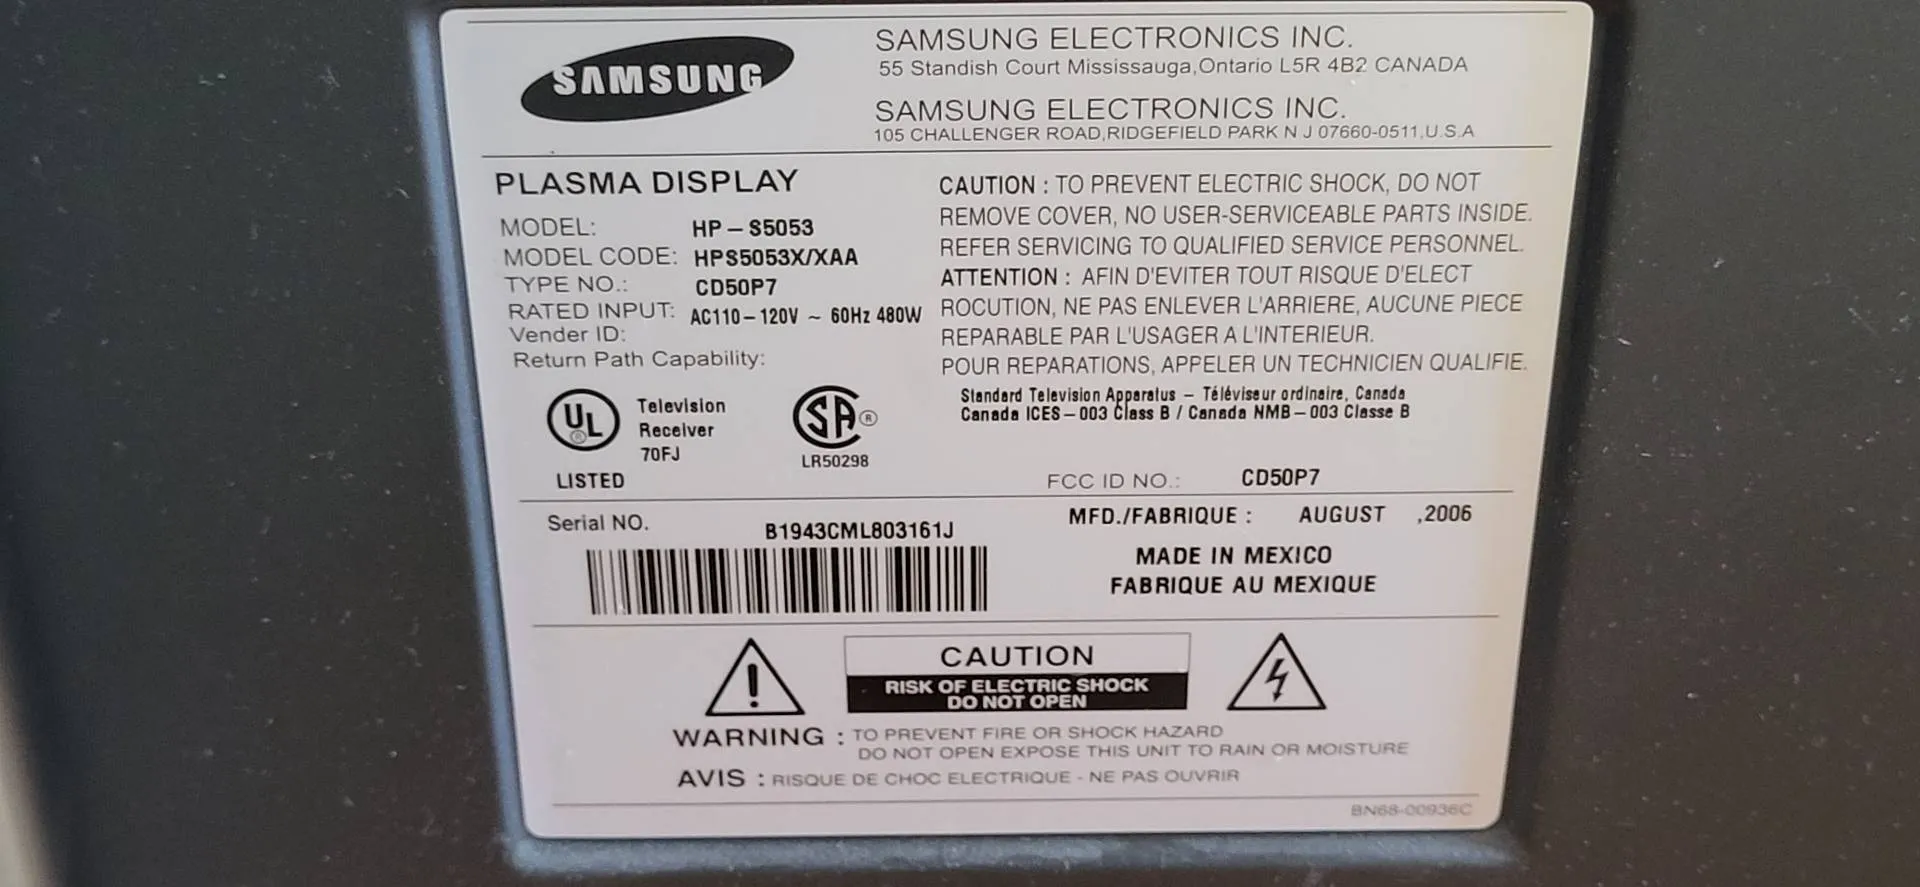 SAMSUNG
SAMSUNG ELECTRONICS INC.
55 Standish Court Mississauga,Ontario L5R 4B2 CANADA
SAMSUNG ELECTRONICS INC.
105 CHALLENGER ROAD,RIDGEFIELD PARK N J 07660-0511,U.S.A
PLASMA DISPLAY
MODEL: HP-S5053
MODEL CODE: HPS5053X/XAA
TYPE NO.: CD50P7
RATED INPUT: AC110-120V ~ 60Hz 480W
Vender ID:
Return Path Capability:
CAUTION : TO PREVENT ELECTRIC SHOCK, DO NOT
REMOVE COVER, NO USER-SERVICEABLE PARTS INSIDE.
REFER SERVICING TO QUALIFIED SERVICE PERSONNEL.
ATTENTION : AFIN D'EVITER TOUT RISQUE D'ELECT
ROCUTION, NE PAS ENLEVER L'ARRIERE, AUCUNE PIECE
REPARABLE PAR L'USAGER A L'INTERIEUR.
POUR REPARATIONS, APPELER UN TECHNICIEN QUALIFIE.
UL ®
LISTED
Television
Receiver
70FJ
SA ®
LR50298
Standard Television Apparatus - Téléviseur ordinaire, Canada
Canada ICES-003 Class B / Canada NMB-003 Classe B
FCC ID NO.: CD50P7
Serial NO. B1943CML803161J
MFD./FABRIQUE : AUGUST ,2006
MADE IN MEXICO
FABRIQUE AU MEXIQUE
CAUTION
RISK OF ELECTRIC SHOCK
DO NOT OPEN
WARNING : TO PREVENT FIRE OR SHOCK HAZARD
DO NOT OPEN EXPOSE THIS UNIT TO RAIN OR MOISTURE
AVIS : RISQUE DE CHOC ELECTRIQUE - NE PAS OUVRIR
BN68-00936C